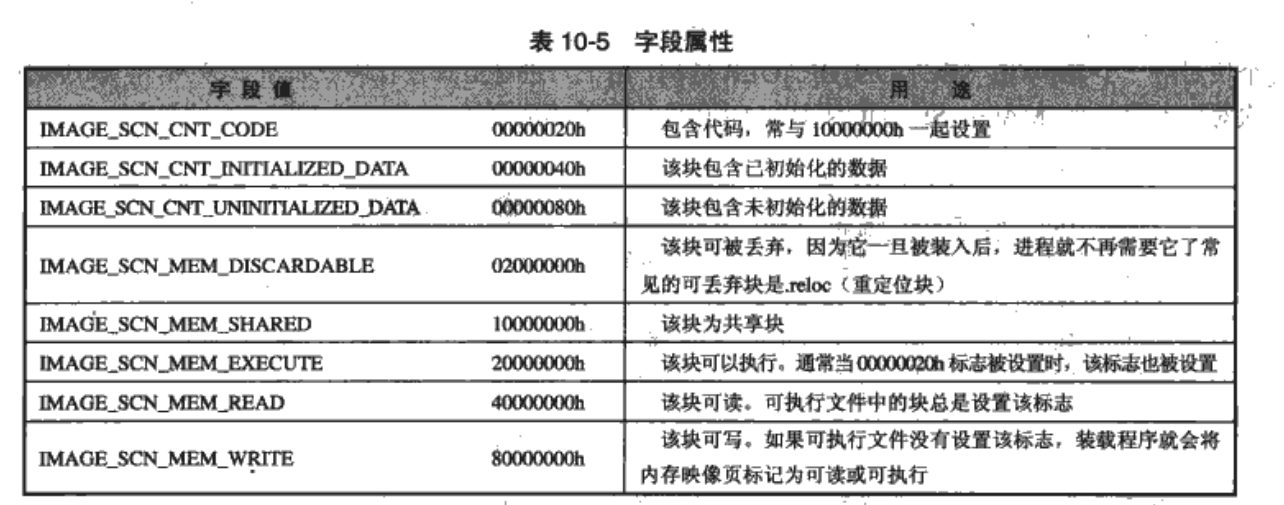 表 10-5 字段属性
字 段 值 用 途
IMAGE_SCN_CNT_CODE 00000020h 包含代码，常与 10000000h 一起设置
IMAGE_SCN_CNT_INITIALIZED_DATA 00000040h 该块包含已初始化的数据
IMAGE_SCN_CNT_UNINITIALIZED_DATA 00000080h 该块包含未初始化的数据
IMAGE_SCN_MEM_DISCARDABLE 02000000h 该块可被丢弃，因为它一旦被装入后，进程就不再需要它了常
见的可丢弃块是.reloc（重定位块）
IMAGE_SCN_MEM_SHARED 10000000h 该块为共享块
IMAGE_SCN_MEM_EXECUTE 20000000h 该块可以执行。通常当 00000020h 标志被设置时，该标志也被设置
IMAGE_SCN_MEM_READ 40000000h 该块可读。可执行文件中的块总是设置该标志
IMAGE_SCN_MEM_WRITE 80000000h 该块可写。如果可执行文件没有设置该标志，装载程序就会将
内存映像页标记为可读或可执行